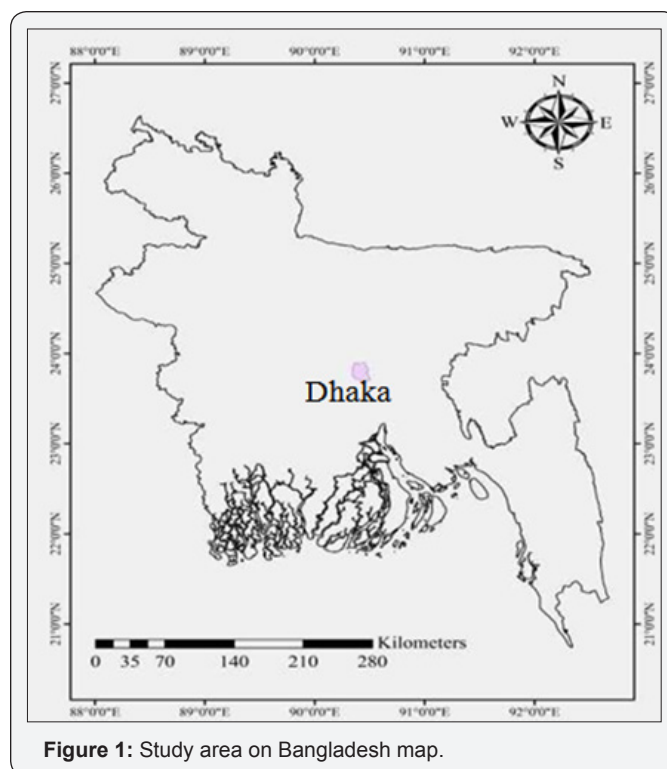 88°0'0"E 89°0'0"E 90°0'0"E 91°0'0"E 92°0'0"E
27°0'0"N 27°0'0"N
N
W E
S
26°0'0"N 26°0'0"N
25°0'0"N 25°0'0"N
24°0'0"N 24°0'0"N
Dhaka
23°0'0"N 23°0'0"N
22°0'0"N 22°0'0"N
21°0'0"N 21°0'0"N
Kilometers
0 35 70 140 210 280
88°0'0"E 89°0'0"E 90°0'0"E 91°0'0"E 92°0'0"E
Figure 1: Study area on Bangladesh map.